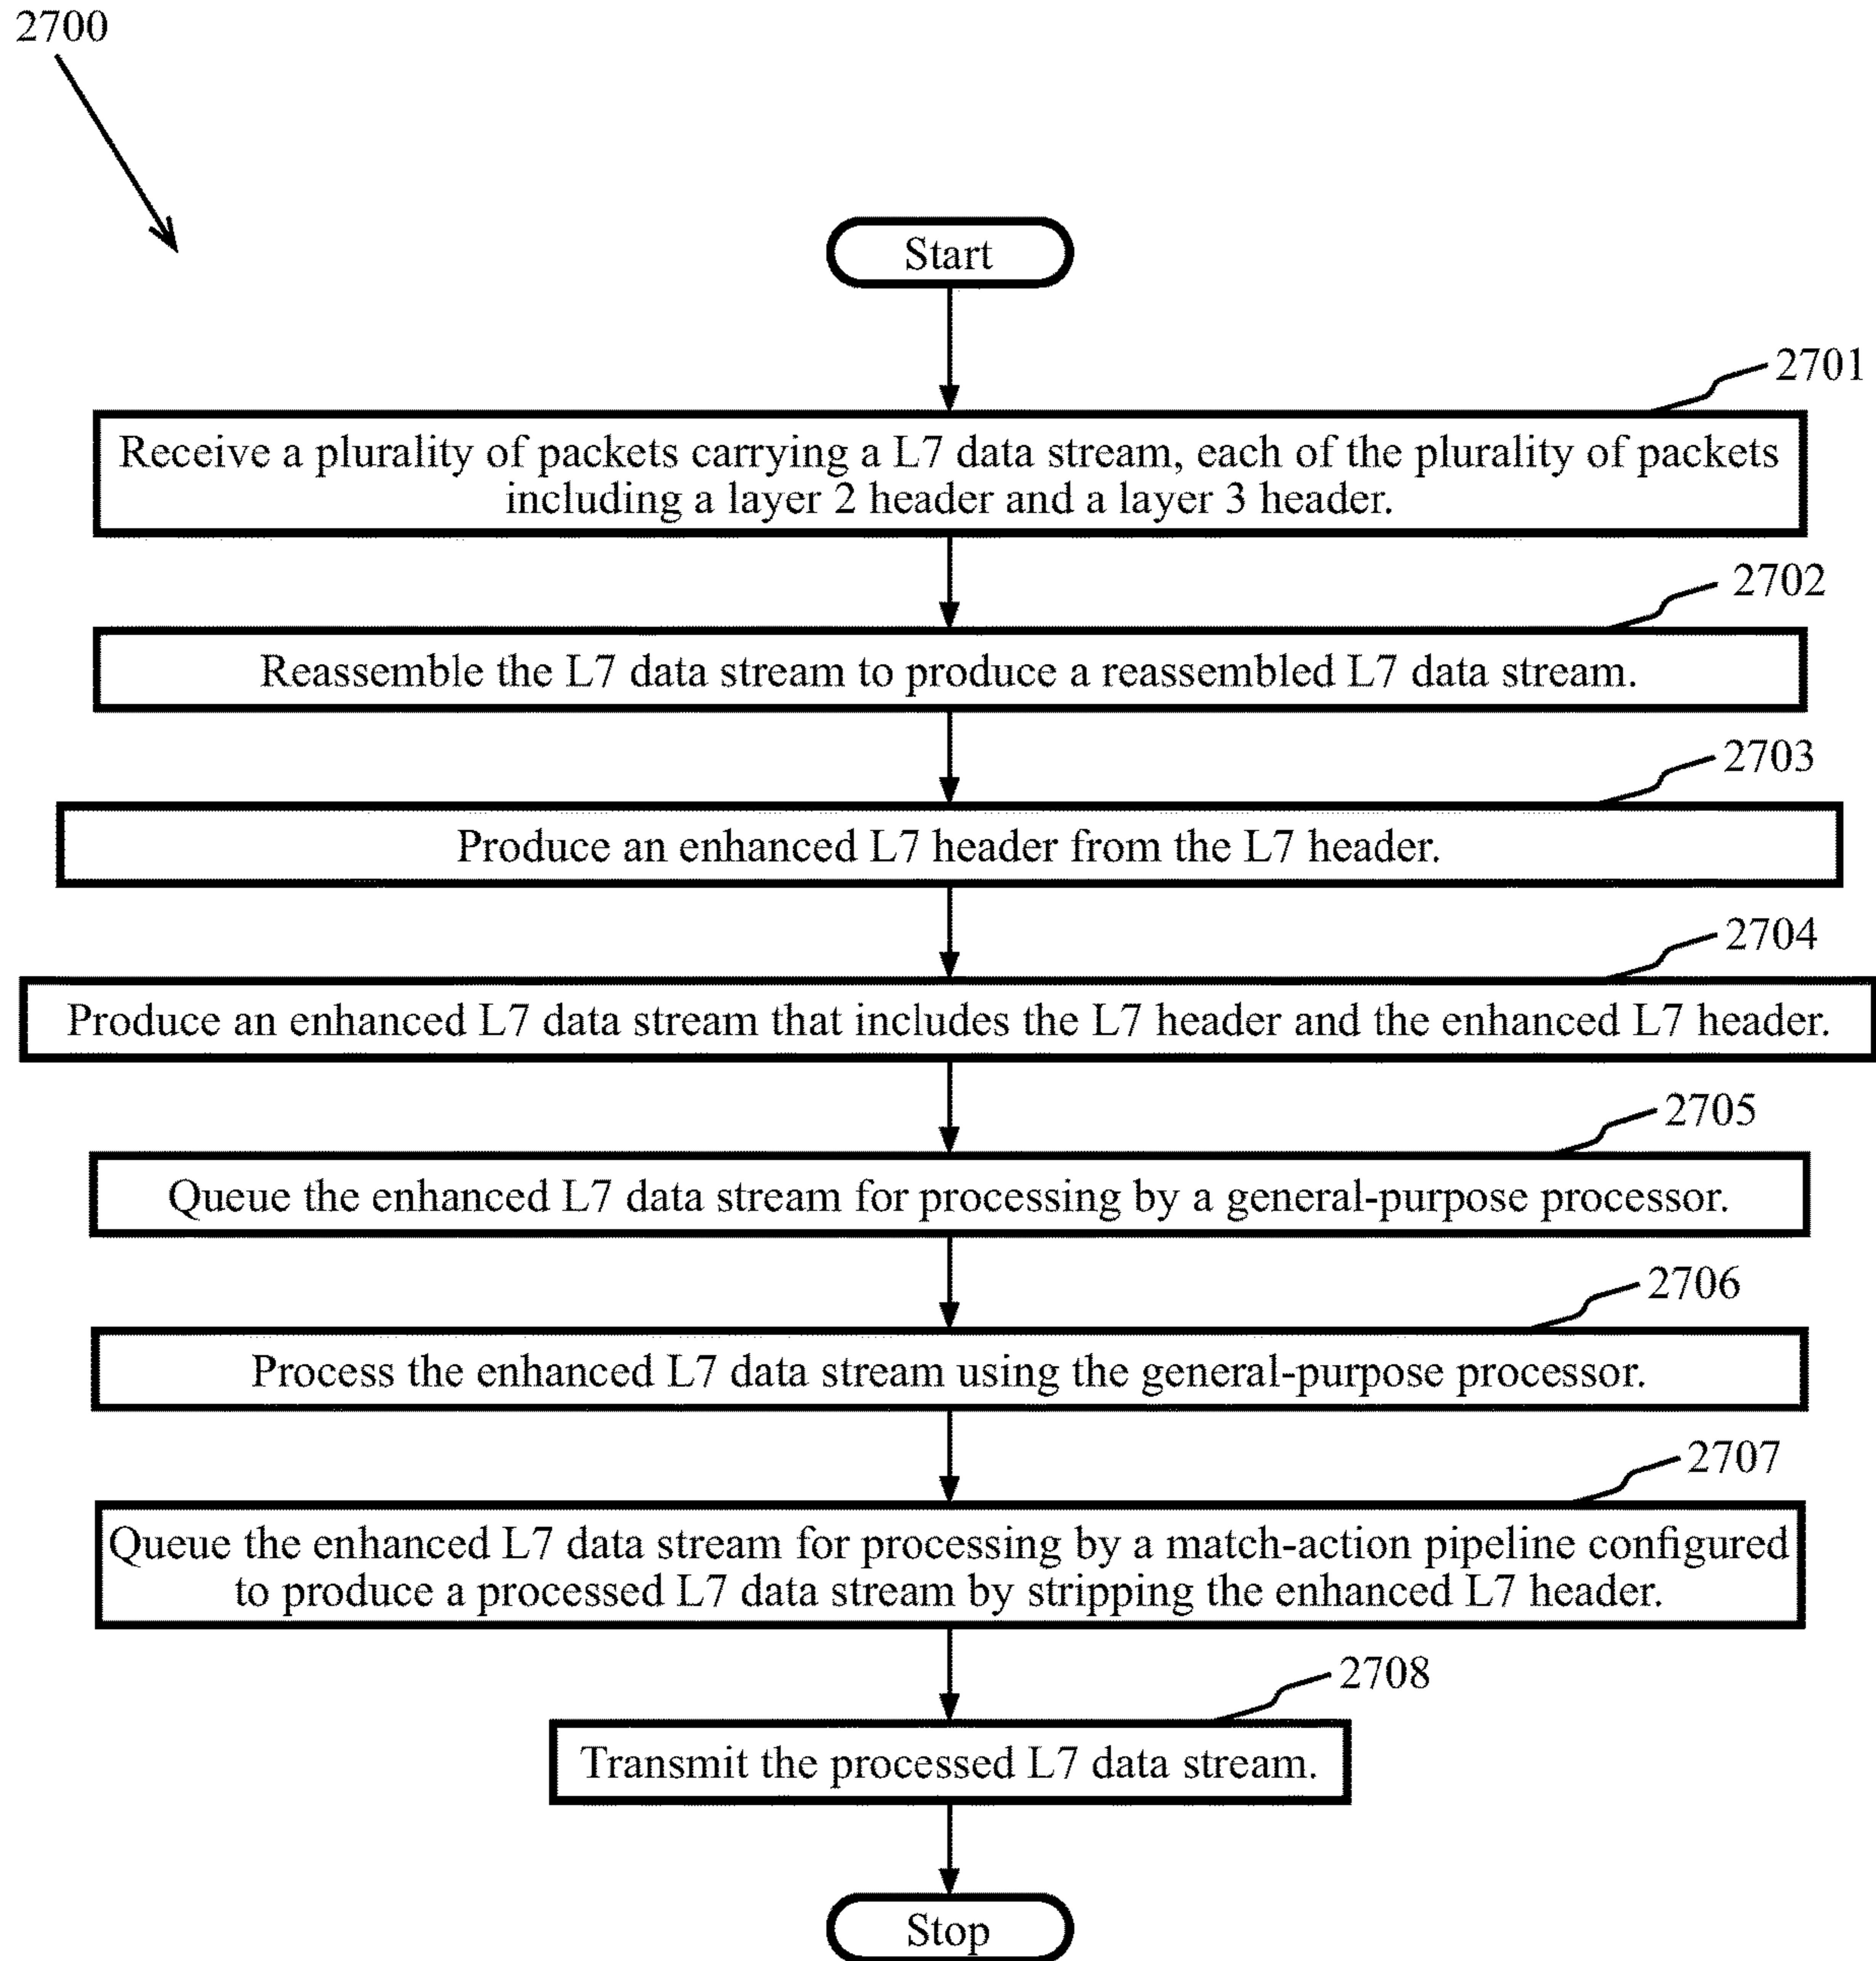 2700
Start
2701
Receive a plurality of packets carrying a L7 data stream, each of the plurality of packets
including a layer 2 header and a layer 3 header.
2702
Reassemble the L7 data stream to produce a reassembled L7 data stream.
2703
Produce an enhanced L7 header from the L7 header.
2704
Produce an enhanced L7 data stream that includes the L7 header and the enhanced L7 header.
2705
Queue the enhanced L7 data stream for processing by a general-purpose processor.
2706
Process the enhanced L7 data stream using the general-purpose processor.
2707
Queue the enhanced L7 data stream for processing by a match-action pipeline configured
to produce a processed L7 data stream by stripping the enhanced L7 header.
2708
Transmit the processed L7 data stream.
Stop